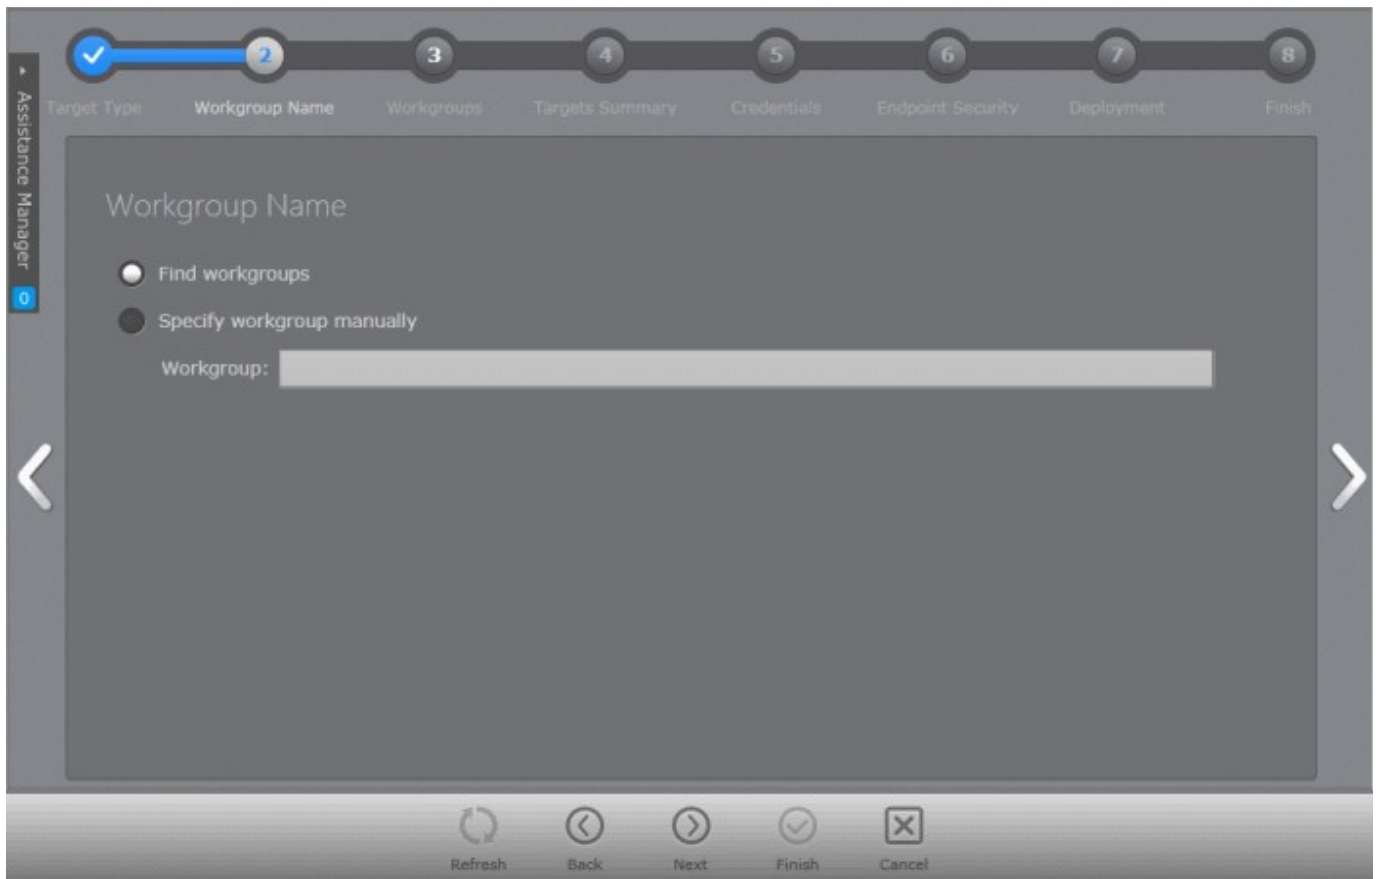 2 3 4 5 6 7 8
Target Type Workgroup Name Workgroups Targets Summary Credentials Endpoint Security Deployment Finish
Assistance Manager 0
Workgroup Name
Find workgroups
Specify workgroup manually
Workgroup:
Refresh Back Next Finish Cancel